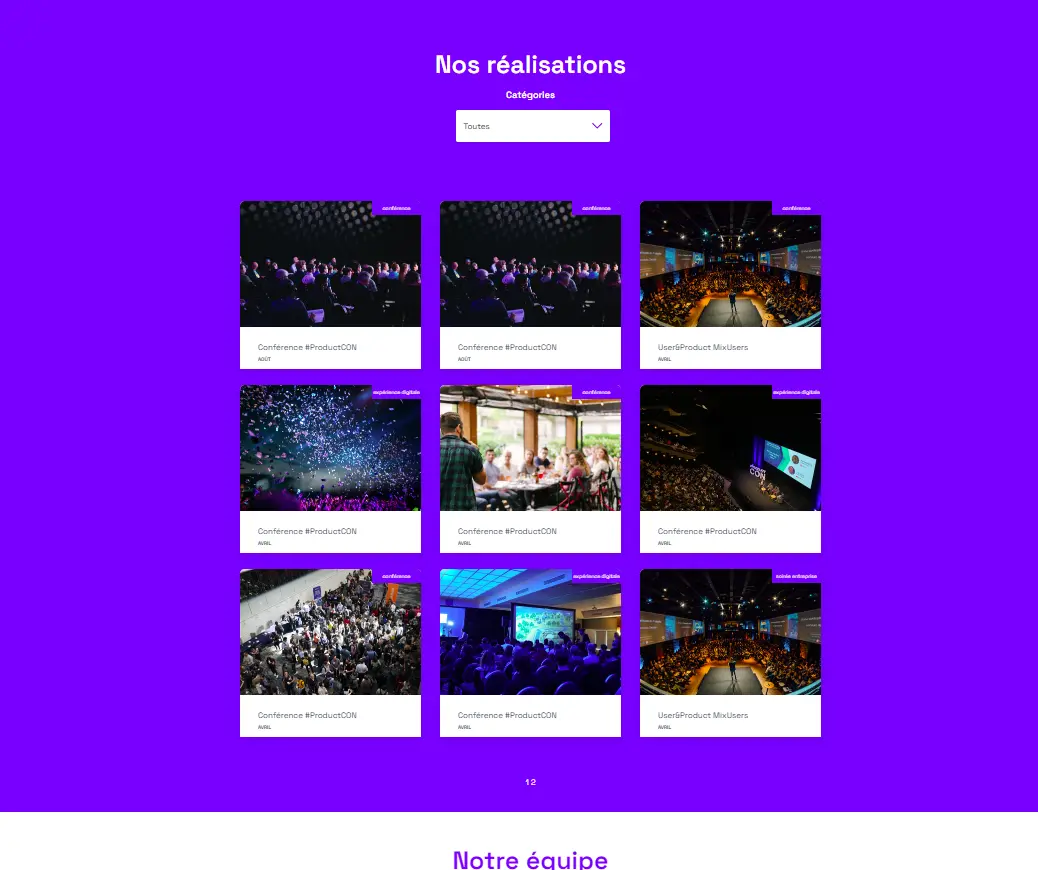 Nos réalisations
Catégories
Toutes
conférence
conférence
conférence
Conférence #ProductCON
AOÛT
Conférence #ProductCON
AOÛT
User&Product MixUsers
AVRIL
expérience digitale
conférence
expérience digitale
CON
Conférence #ProductCON
AVRIL
Conférence #ProductCON
AVRIL
Conférence #ProductCON
AVRIL
conférence
expérience digitale
soirée entreprise
Conférence #ProductCON
AVRIL
Conférence #ProductCON
AVRIL
User&Product MixUsers
AVRIL
1 2
Notre équipe